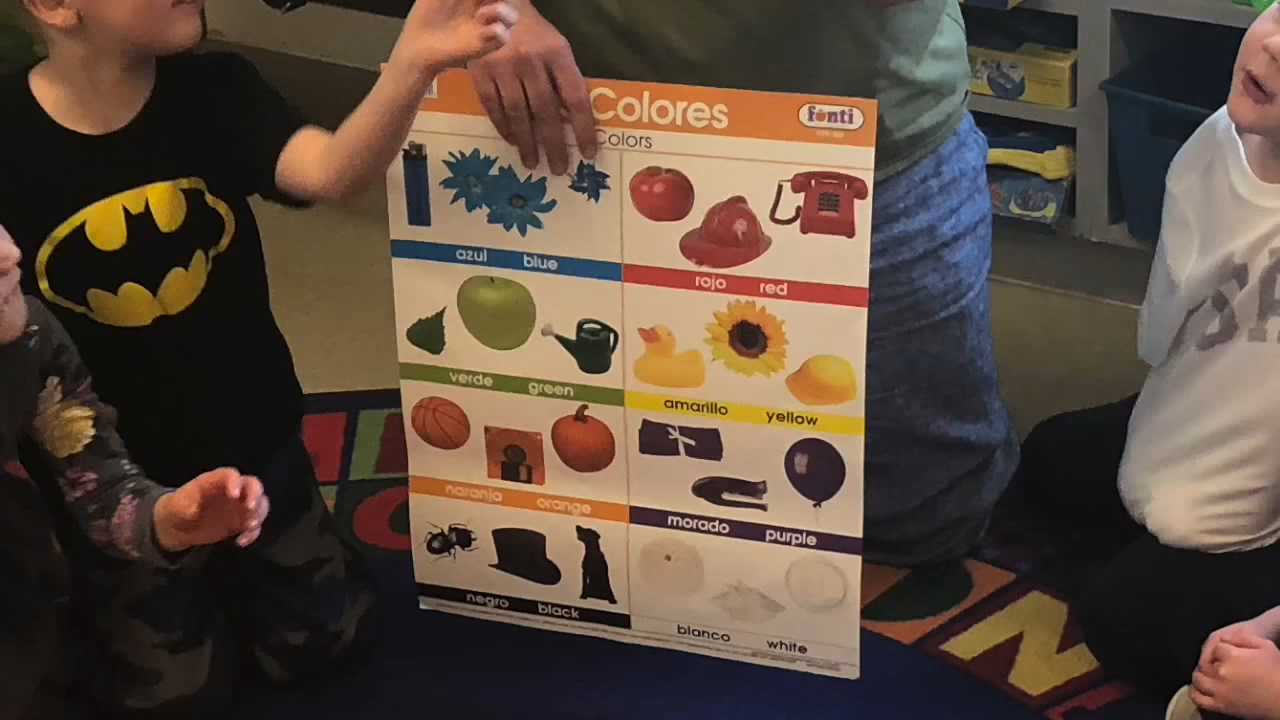 Colores
fonti
Colors
azul blue
rojo red
verde green
amarillo yellow
naranja orange
morado purple
negro black
blanco white
N